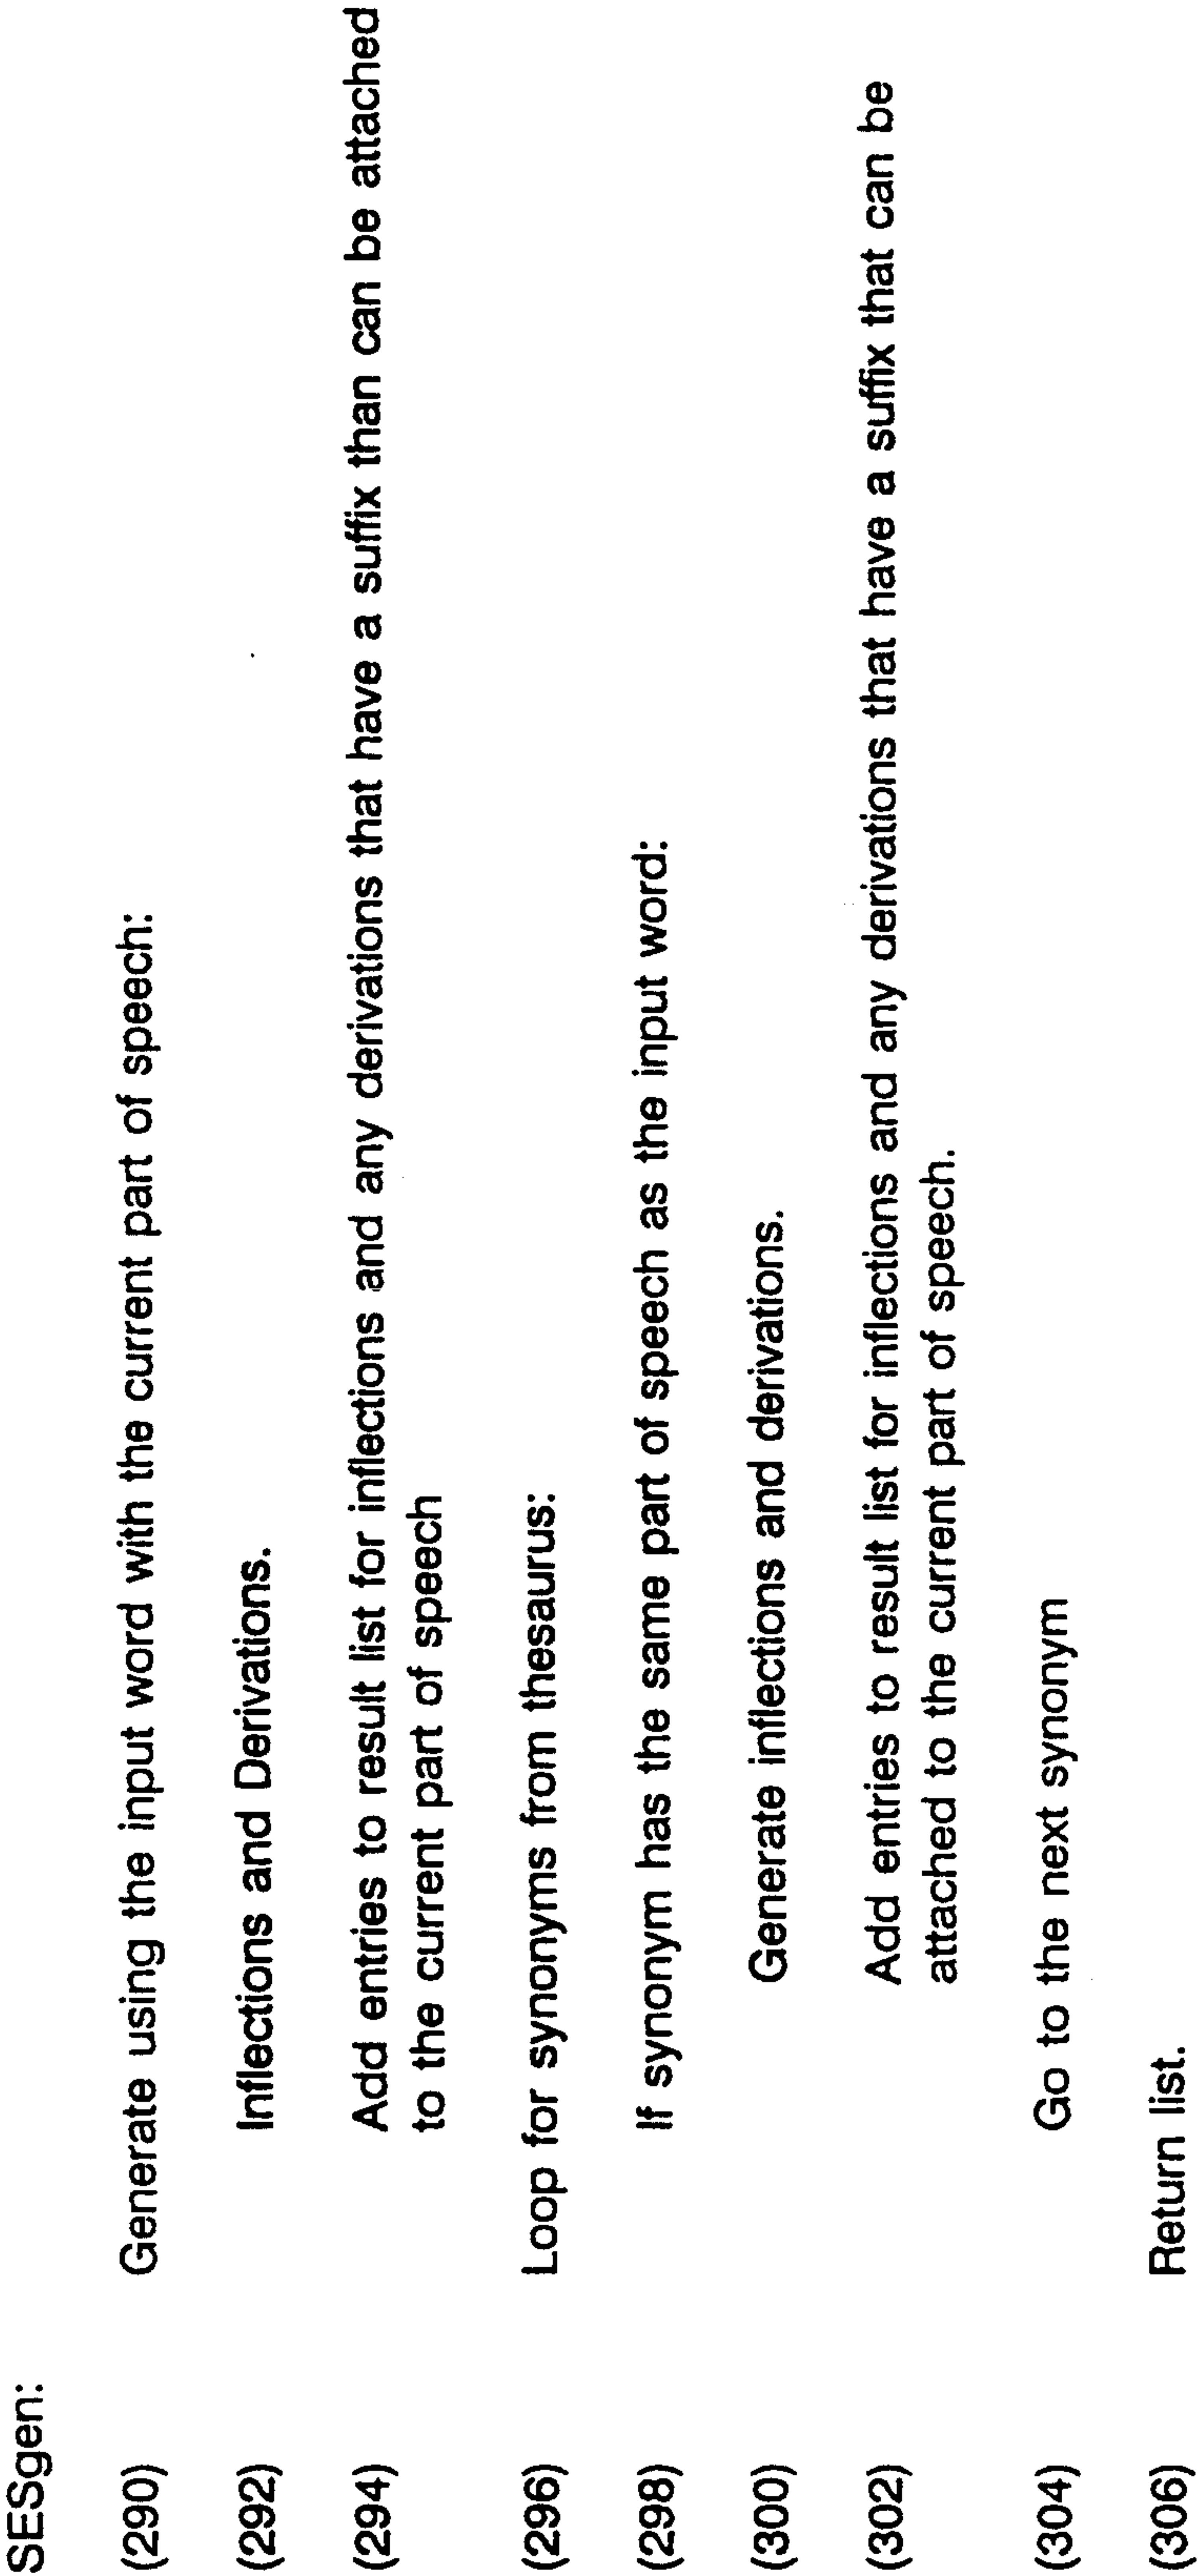 SESgen:
(290) Generate using the input word with the current part of speech:
(292) Inflections and Derivations.
(294) Add entries to result list for inflections and any derivations that have a suffix than can be attached
to the current part of speech
(296) Loop for synonyms from thesaurus:
(298) If synonym has the same part of speech as the input word:
(300) Generate inflections and derivations.
(302) Add entries to result list for inflections and any derivations that have a suffix that can be
attached to the current part of speech.
(304) Go to the next synonym
(306) Return list.